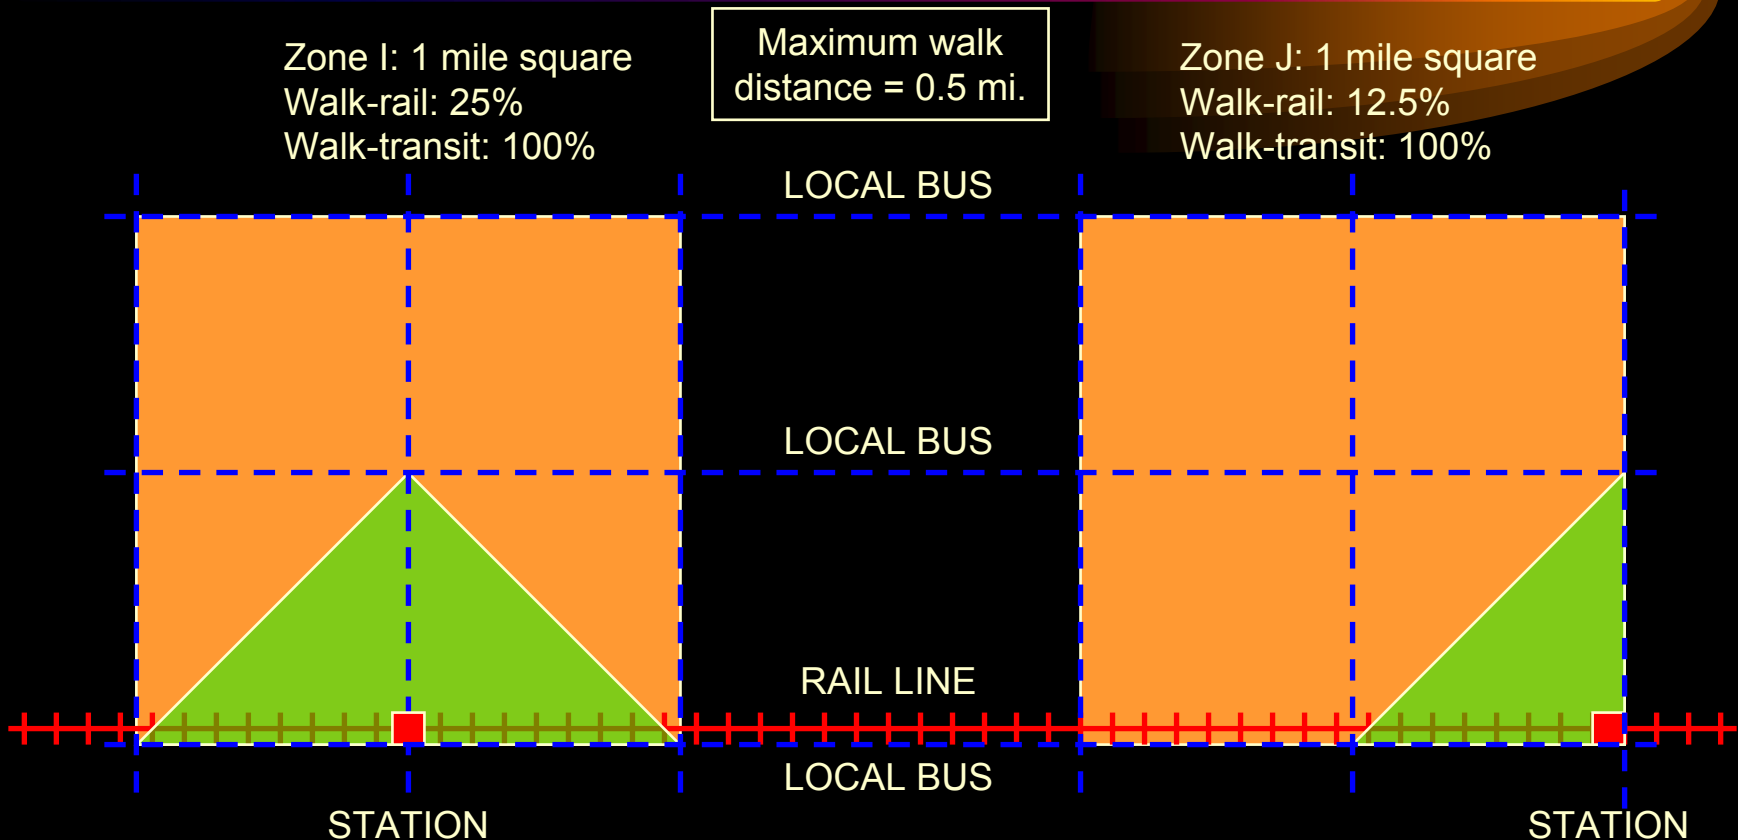 Zone I: 1 mile square
Walk-rail: 25%
Walk-transit: 100%
Maximum walk
distance = 0.5 mi.
Zone J: 1 mile square
Walk-rail: 12.5%
Walk-transit: 100%
LOCAL BUS
LOCAL BUS
RAIL LINE
LOCAL BUS
STATION
STATION